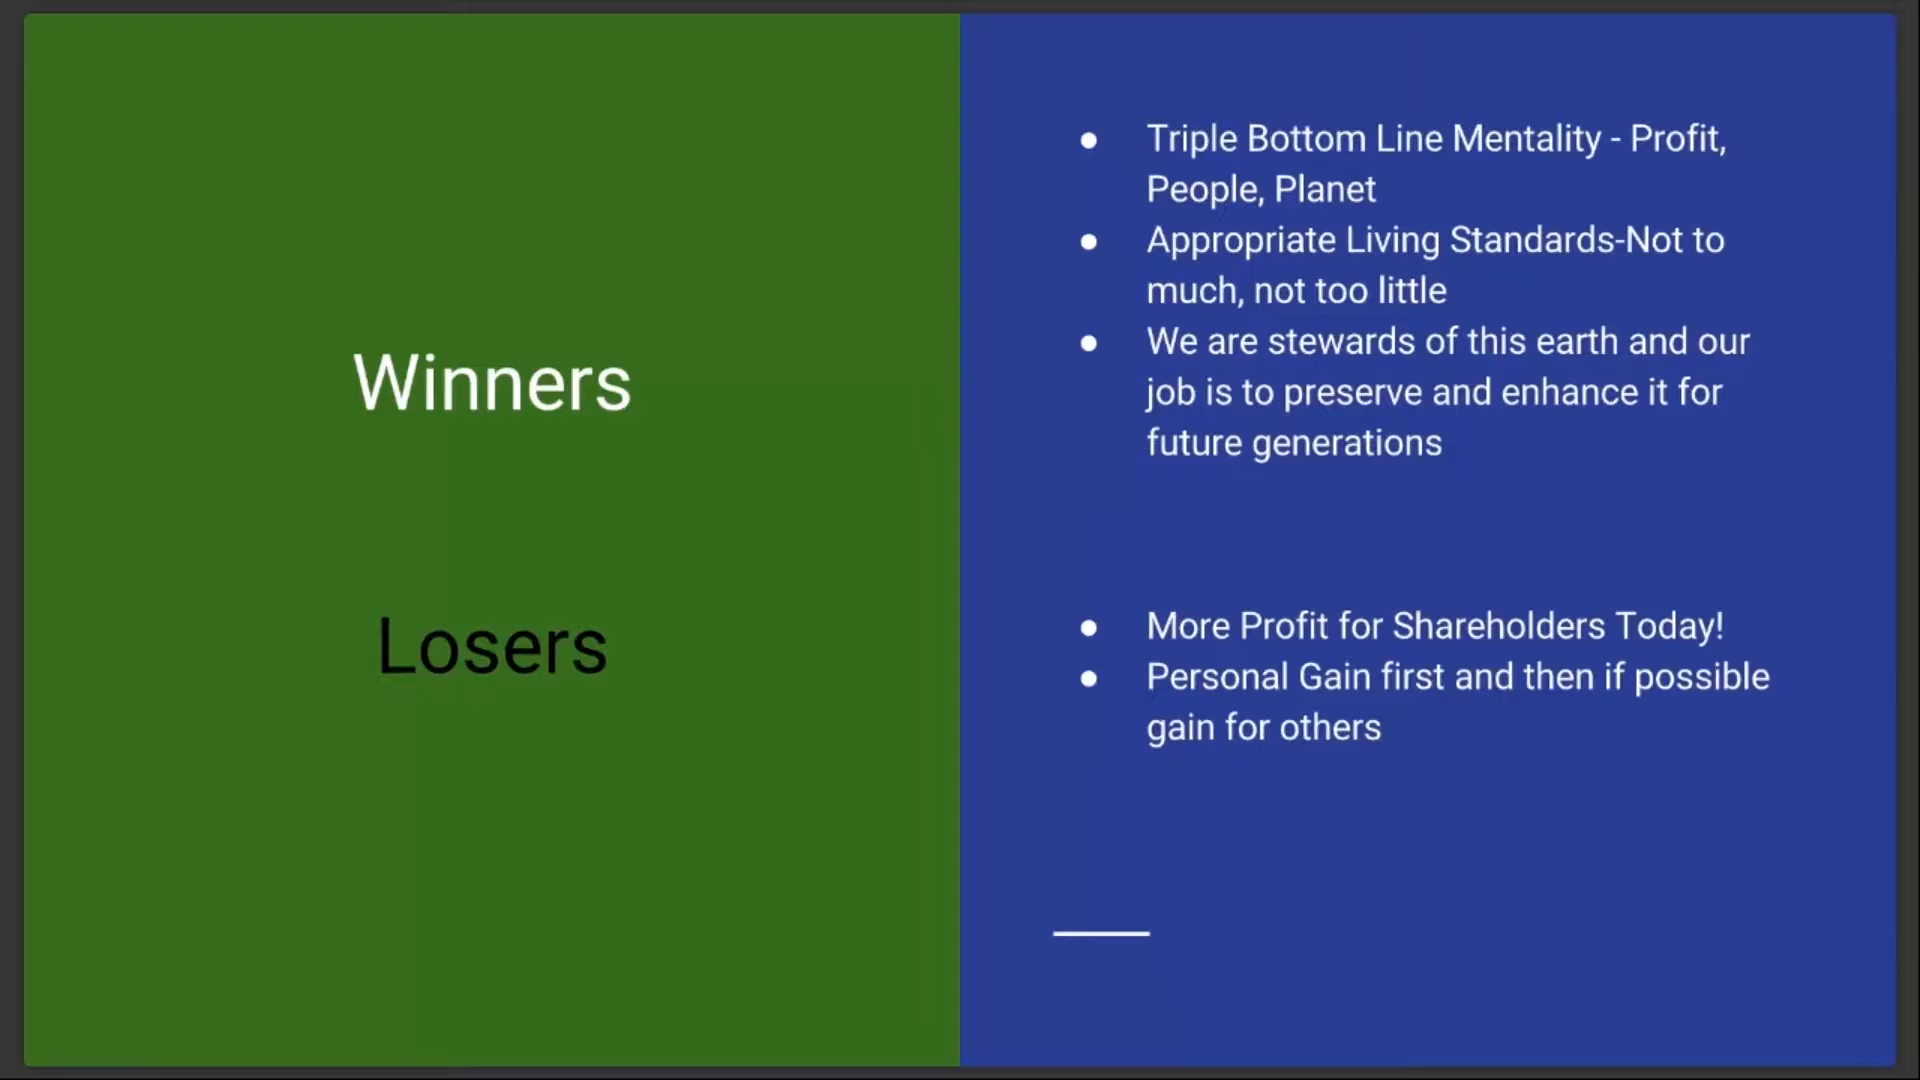 Winners
Losers
● Triple Bottom Line Mentality - Profit,
People, Planet
● Appropriate Living Standards-Not to
much, not too little
● We are stewards of this earth and our
job is to preserve and enhance it for
future generations
● More Profit for Shareholders Today!
● Personal Gain first and then if possible
gain for others